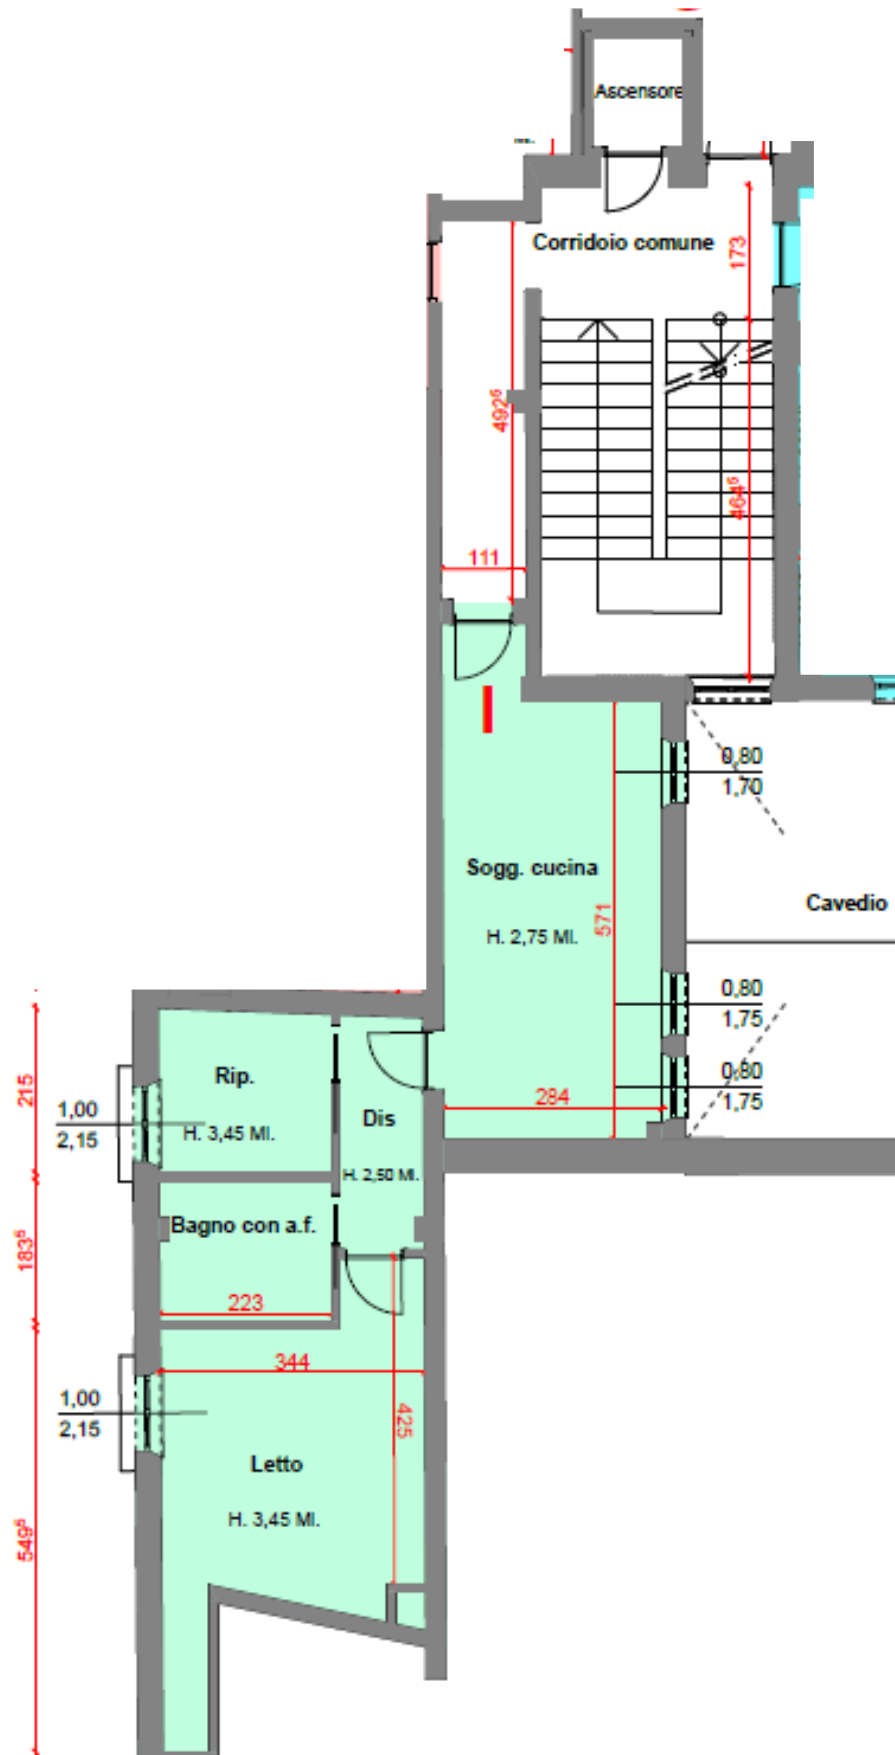 Ascensore
Corridoio comune
173
492⁵
464⁵
111
I
0,80
1,70
Sogg. cucina
571
Cavedio
H. 2,75 Ml.
0,80
1,75
215
Rip.
0,80
1,75
284
1,00
2,15
Dis
H. 3,45 Ml.
H. 2,50 Ml.
Bagno con a.f.
183⁵
223
344
1,00
2,15
425
Letto
H. 3,45 Ml.
549⁵